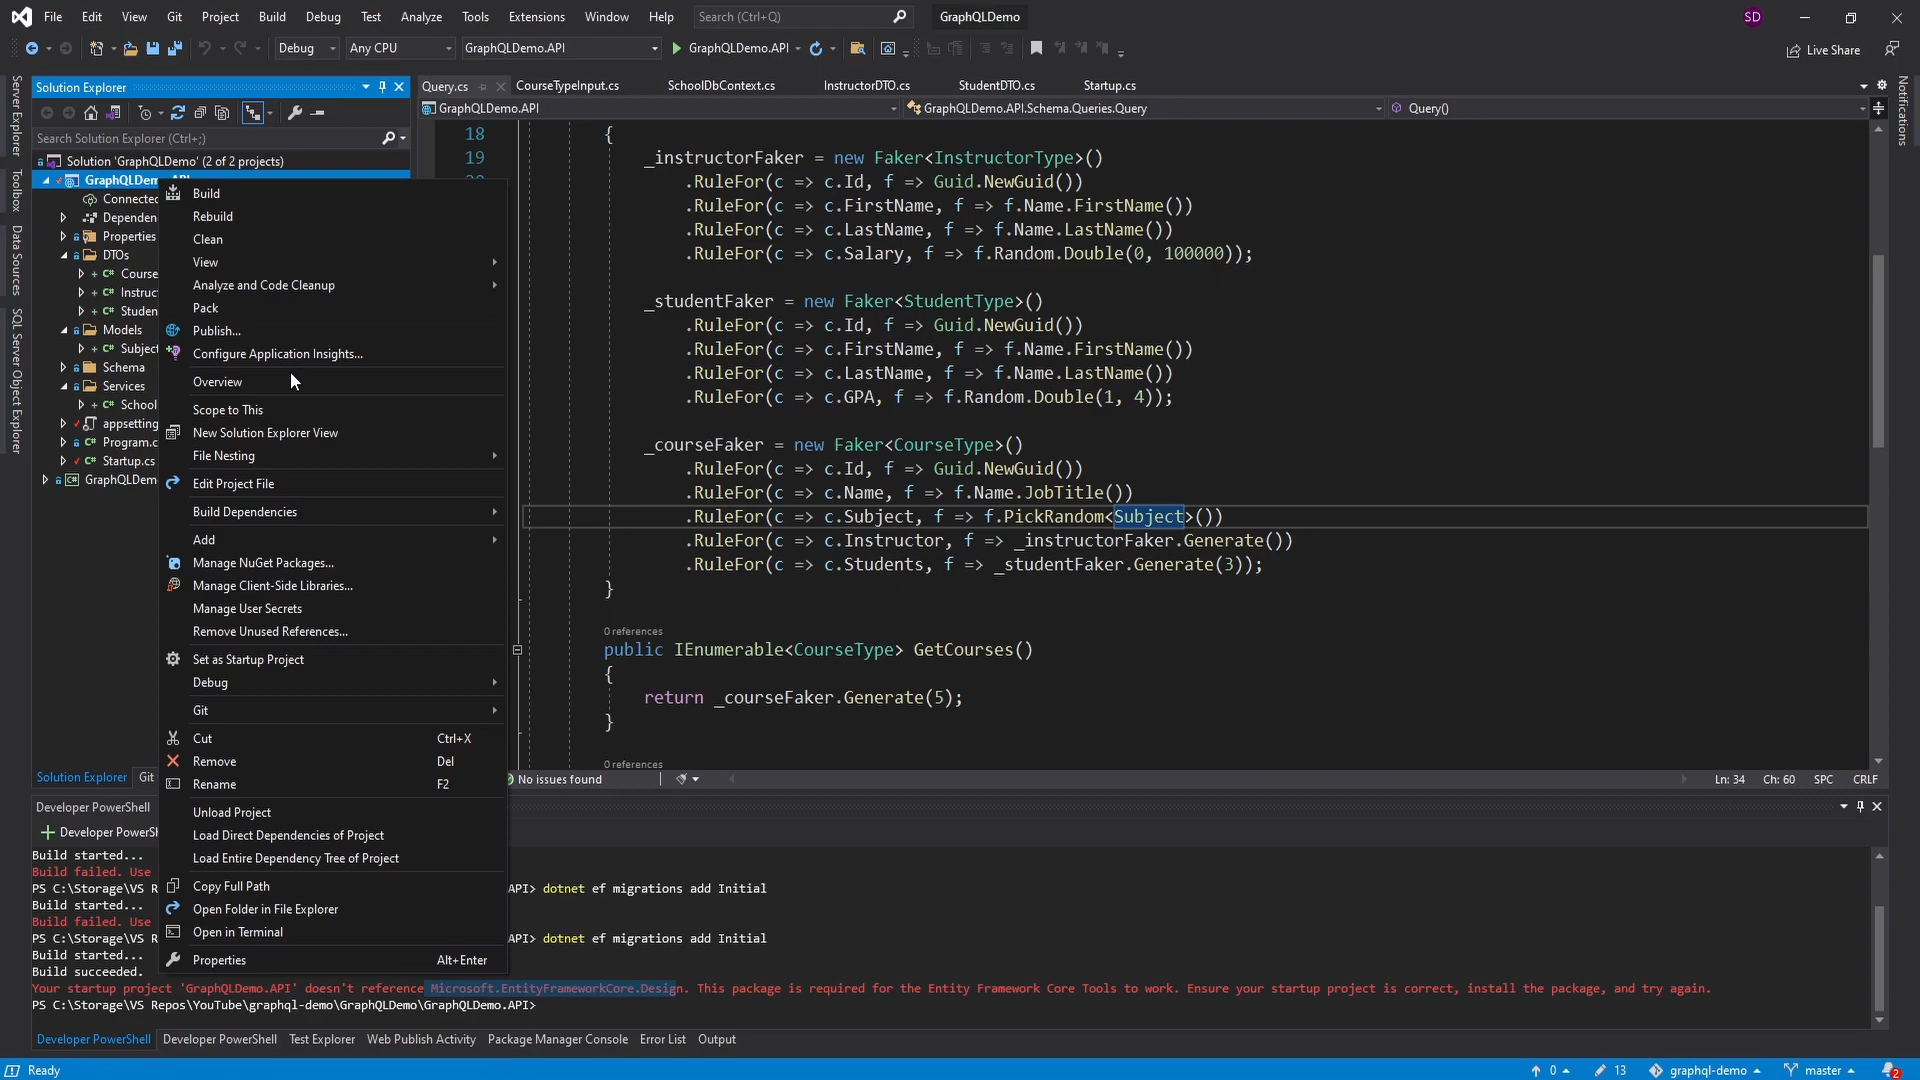 File Edit View Git Project Build Debug Test Analyze Tools Extensions Window Help Search (Ctrl+Q) GraphQLDemo SD
Debug Any CPU GraphQLDemo.API GraphQLDemo.API Live Share
Server Explorer
Toolbox
Data Sources
SQL Server Object Explorer
Notifications
Solution Explorer
Search Solution Explorer (Ctrl+;)
Solution 'GraphQLDemo' (2 of 2 projects)
GraphQLDem
Connected
Dependen
Properties
DTOs
C# Course
C# Instruc
C# Studen
Models
C# Subject
Schema
Services
C# School
appsetting
C# Program.c
C# Startup.cs
C# GraphQLDemo
Solution Explorer Git
Build
Rebuild
Clean
View
Analyze and Code Cleanup
Pack
Publish...
Configure Application Insights...
Overview
Scope to This
New Solution Explorer View
File Nesting
Edit Project File
Build Dependencies
Add
Manage NuGet Packages...
Manage Client-Side Libraries...
Manage User Secrets
Remove Unused References...
Set as Startup Project
Debug
Git
Cut Ctrl+X
Remove Del
Rename F2
Unload Project
Load Direct Dependencies of Project
Load Entire Dependency Tree of Project
Copy Full Path
Open Folder in File Explorer
Open in Terminal
Properties Alt+Enter
Query.cs CourseTypeInput.cs SchoolDbContext.cs InstructorDTO.cs StudentDTO.cs Startup.cs
GraphQLDemo.API GraphQLDemo.API.Schema.Queries.Query Query()
18 {
19 _instructorFaker = new Faker<InstructorType>()
.RuleFor(c => c.Id, f => Guid.NewGuid())
.RuleFor(c => c.FirstName, f => f.Name.FirstName())
.RuleFor(c => c.LastName, f => f.Name.LastName())
.RuleFor(c => c.Salary, f => f.Random.Double(0, 100000));
_studentFaker = new Faker<StudentType>()
.RuleFor(c => c.Id, f => Guid.NewGuid())
.RuleFor(c => c.FirstName, f => f.Name.FirstName())
.RuleFor(c => c.LastName, f => f.Name.LastName())
.RuleFor(c => c.GPA, f => f.Random.Double(1, 4));
_courseFaker = new Faker<CourseType>()
.RuleFor(c => c.Id, f => Guid.NewGuid())
.RuleFor(c => c.Name, f => f.Name.JobTitle())
.RuleFor(c => c.Subject, f => f.PickRandom<Subject>())
.RuleFor(c => c.Instructor, f => _instructorFaker.Generate())
.RuleFor(c => c.Students, f => _studentFaker.Generate(3));
}
0 references
public IEnumerable<CourseType> GetCourses()
{
return _courseFaker.Generate(5);
}
0 references
No issues found Ln: 34 Ch: 60 SPC CRLF
Developer PowerShell
Developer PowerSh
Build started...
Build failed. Use
PS C:\Storage\VS R API> dotnet ef migrations add Initial
Build started...
Build failed. Use
PS C:\Storage\VS R API> dotnet ef migrations add Initial
Build started...
Build succeeded.
Your startup project 'GraphQLDemo.API' doesn't reference Microsoft.EntityFrameworkCore.Design. This package is required for the Entity Framework Core Tools to work. Ensure your startup project is correct, install the package, and try again.
PS C:\Storage\VS Repos\YouTube\graphql-demo\GraphQLDemo\GraphQLDemo.API>
Developer PowerShell Developer PowerShell Test Explorer Web Publish Activity Package Manager Console Error List Output
Ready 0 13 graphql-demo master 2